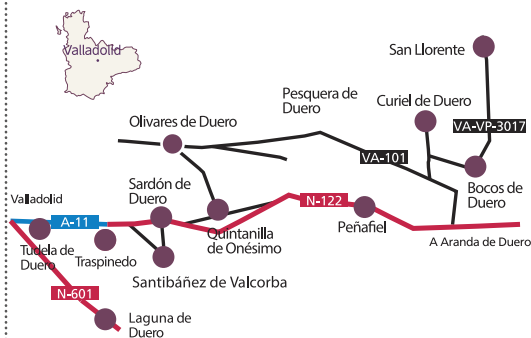 Valladolid
San Llorente
Pesquera de
Duero
Curiel de Duero
Olivares de Duero
VA-VP-3017
VA-101
Sardón de
Duero
Bocos de
Duero
Valladolid
A-11
N-122
Peñafiel
Quintanilla
de Onésimo
A Aranda de Duero
Tudela de
Duero
Traspinedo
Santibáñez de Valcorba
N-601
Laguna de
Duero